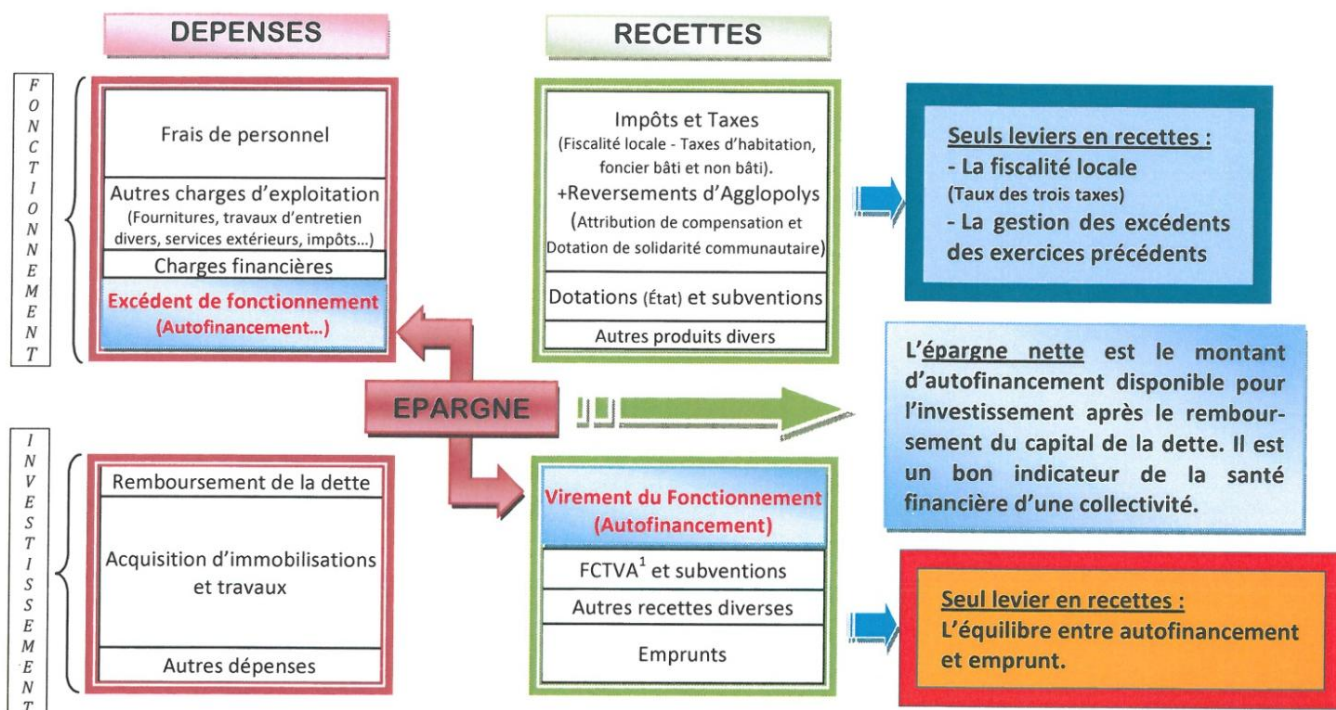 DEPENSES
RECETTES
FONCTIONNEMENT
Frais de personnel
Autres charges d'exploitation
(Fournitures, travaux d'entretien
divers, services extérieurs, impôts...)
Charges financières
Excédent de fonctionnement
(Autofinancement...)
Impôts et Taxes
(Fiscalité locale - Taxes d'habitation,
foncier bâti et non bâti).
+Reversements d'Agglopolys
(Attribution de compensation et
Dotation de solidarité communautaire)
Dotations (État) et subventions
Autres produits divers
Seuls leviers en recettes :
- La fiscalité locale
(Taux des trois taxes)
- La gestion des excédents
des exercices précédents
EPARGNE
L'épargne nette est le montant
d'autofinancement disponible pour
l'investissement après le rembour-
sement du capital de la dette. Il est
un bon indicateur de la santé
financière d'une collectivité.
INVESTISSEMENT
Remboursement de la dette
Acquisition d'immobilisations
et travaux
Autres dépenses
Virement du Fonctionnement
(Autofinancement)
FCTVA¹ et subventions
Autres recettes diverses
Emprunts
Seul levier en recettes :
L'équilibre entre autofinancement
et emprunt.